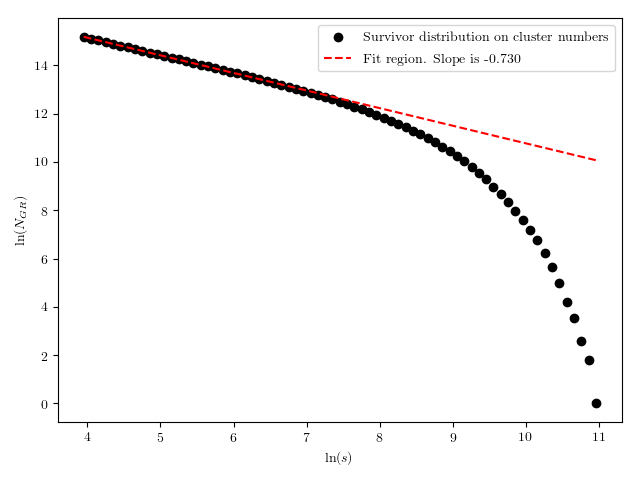 Survivor distribution on cluster numbers
Fit region. Slope is -0.730
14
12
10
8
6
4
2
0
ln(N_{GR})
4 5 6 7 8 9 10 11
ln(s)